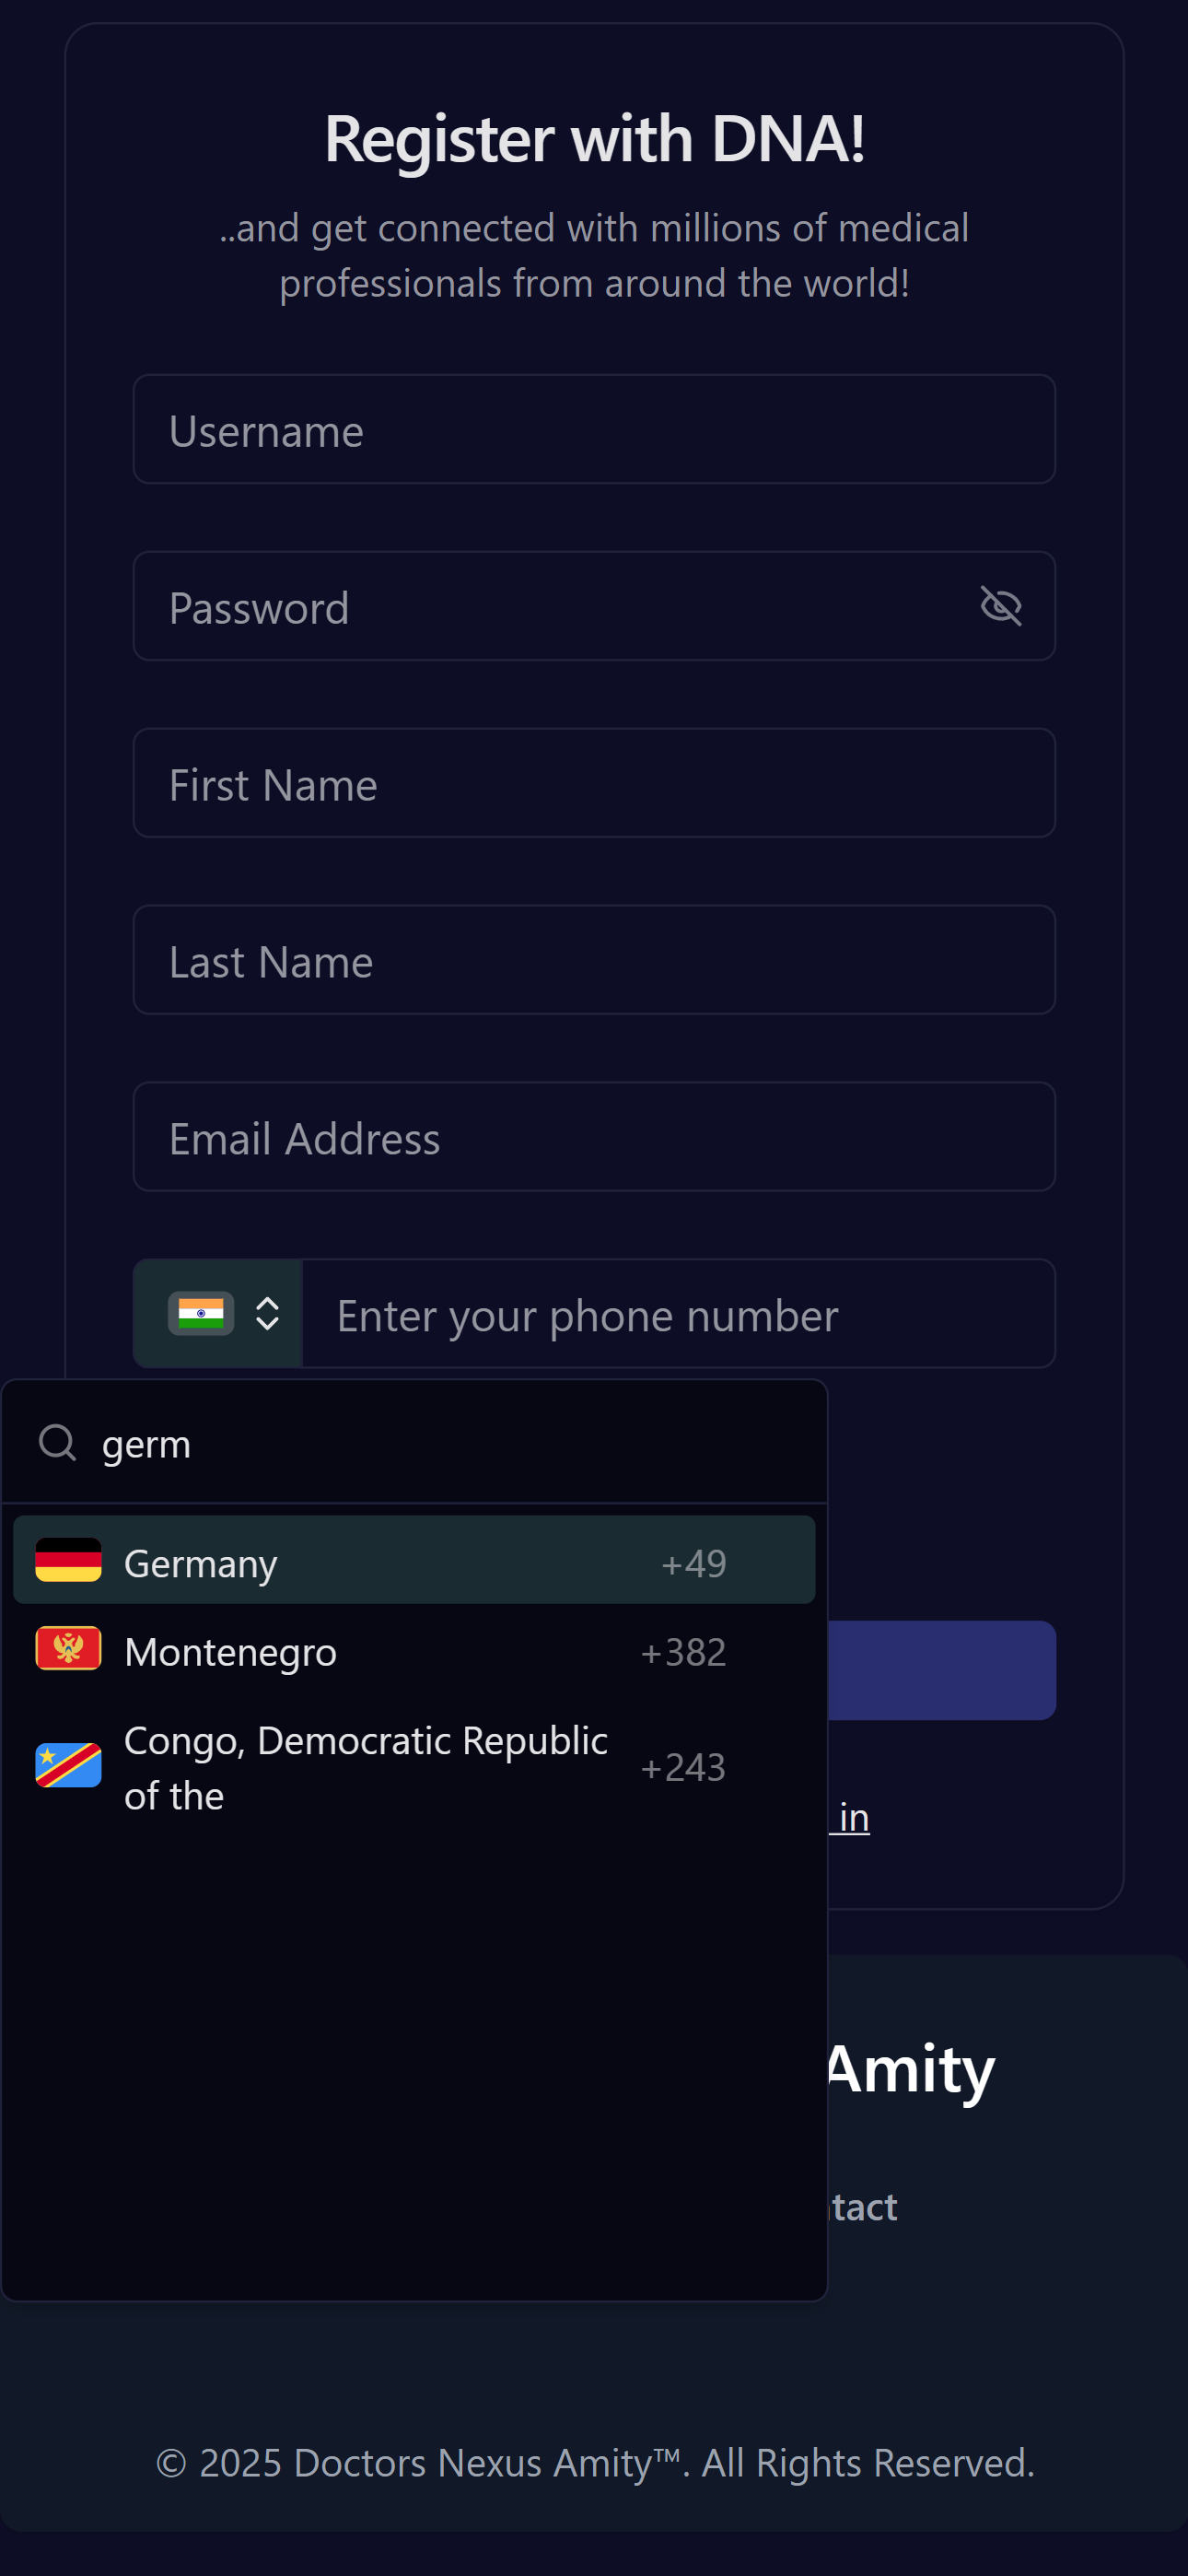 Register with DNA!
..and get connected with millions of medical
professionals from around the world!
Username
Password
First Name
Last Name
Email Address
Enter your phone number
germ
Germany +49
Montenegro +382
Congo, Democratic Republic
of the +243
in
Amity
tact
© 2025 Doctors Nexus Amity™. All Rights Reserved.